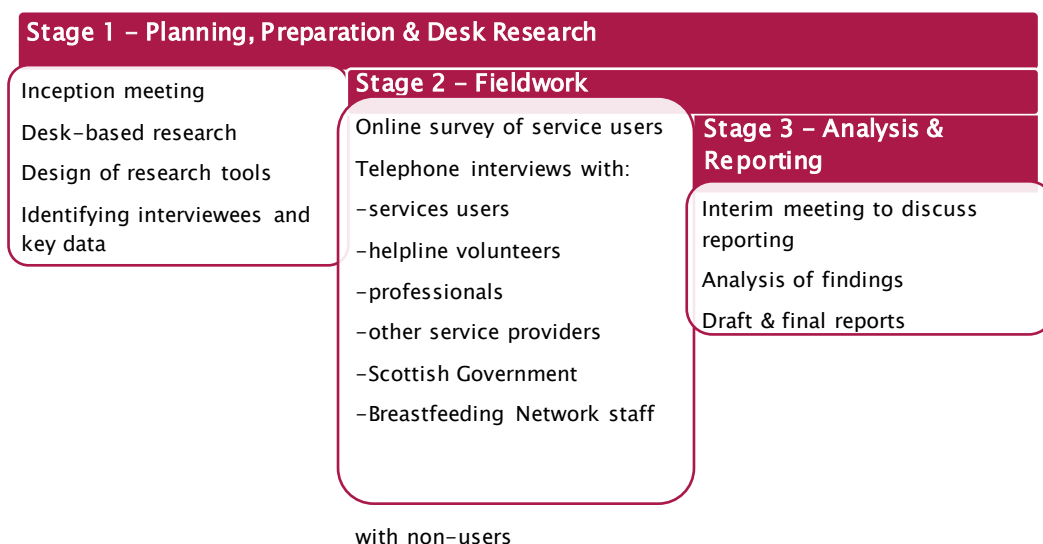 Stage 1 – Planning, Preparation & Desk Research
Inception meeting
Desk-based research
Design of research tools
Identifying interviewees and
key data
Stage 2 – Fieldwork
Online survey of service users
Telephone interviews with:
-services users
-helpline volunteers
-professionals
-other service providers
-Scottish Government
-Breastfeeding Network staff
with non-users
Stage 3 – Analysis &
Reporting
Interim meeting to discuss
reporting
Analysis of findings
Draft & final reports